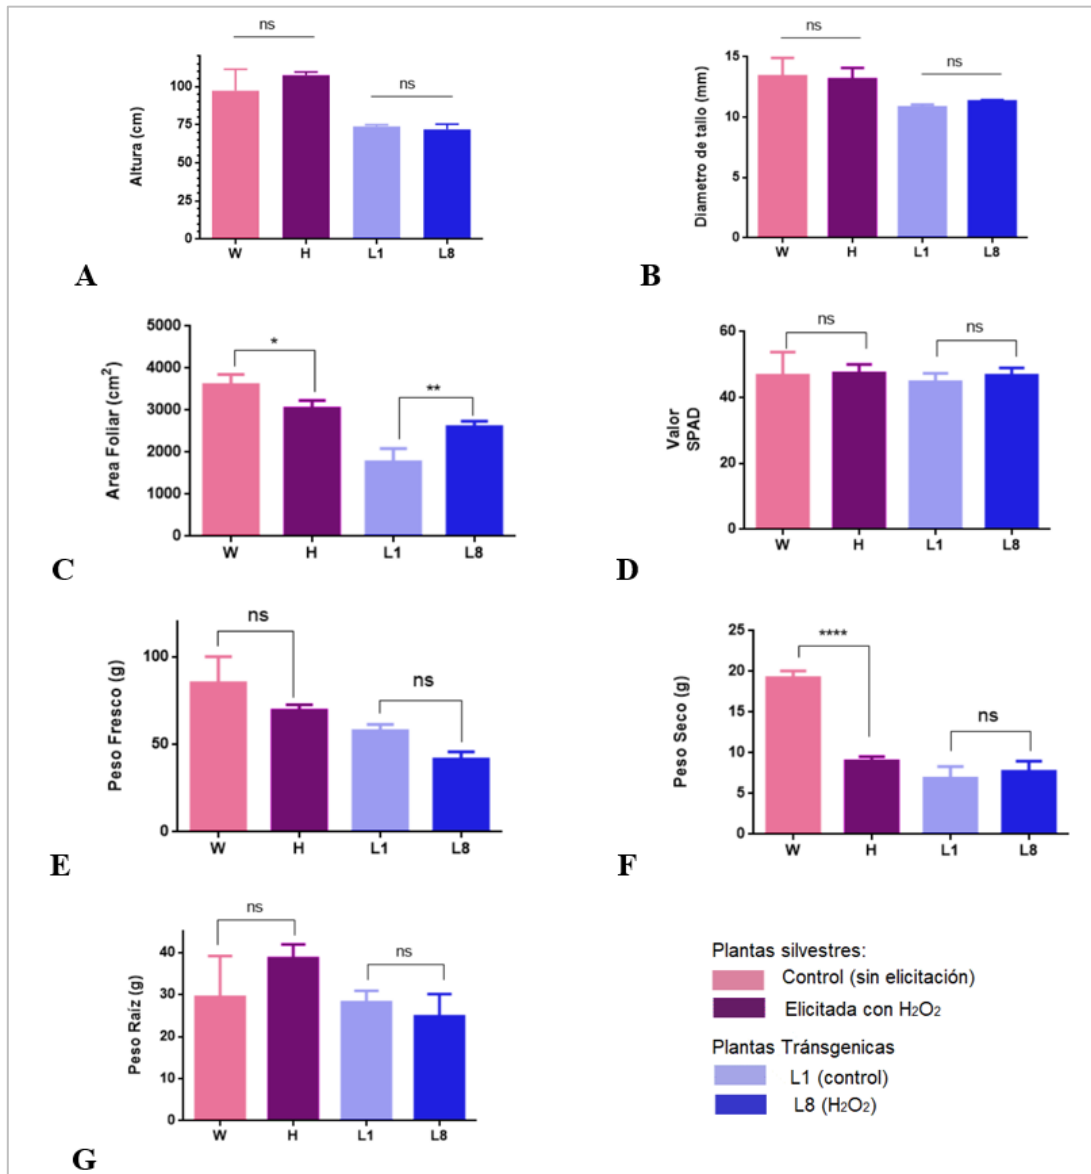 ns
ns
Altura (cm)
100
75
50
25
0
W H L1 L8
A
ns
ns
Diametro de tallo (mm)
15
10
5
0
W H L1 L8
B
*
**
Area Foliar (cm²)
5000
4000
3000
2000
1000
0
W H L1 L8
C
ns
ns
Valor
SPAD
60
40
20
0
W H L1 L8
D
ns
ns
Peso Fresco (g)
100
50
0
W H L1 L8
E
****
ns
Peso Seco (g)
25
20
15
10
5
0
W H L1 L8
F
ns
ns
Peso Raíz (g)
40
30
20
10
0
W H L1 L8
G
Plantas silvestres:
Control (sin elicitación)
Elicitada con H₂O₂
Plantas Tránsgenicas
L1 (control)
L8 (H₂O₂)